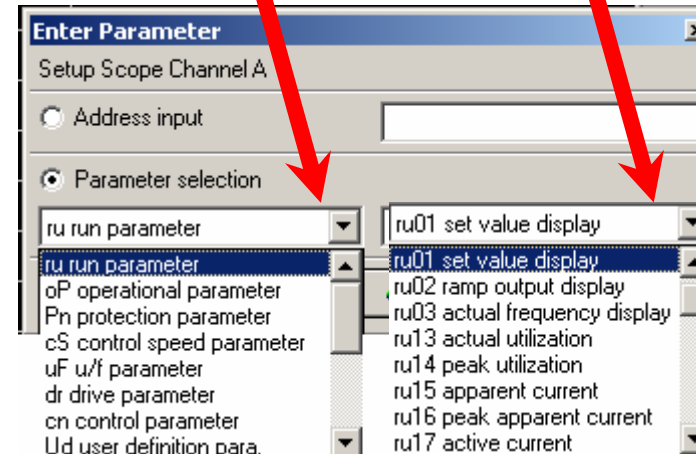 Enter Parameter
Setup Scope Channel A
Address input
Parameter selection
ru run parameter
ru01 set value display
ru run parameter
oP operational parameter
Pn protection parameter
cS control speed parameter
uF u/f parameter
dr drive parameter
cn control parameter
Ud user definition para.
ru01 set value display
ru02 ramp output display
ru03 actual frequency display
ru13 actual utilization
ru14 peak utilization
ru15 apparent current
ru16 peak apparent current
ru17 active current